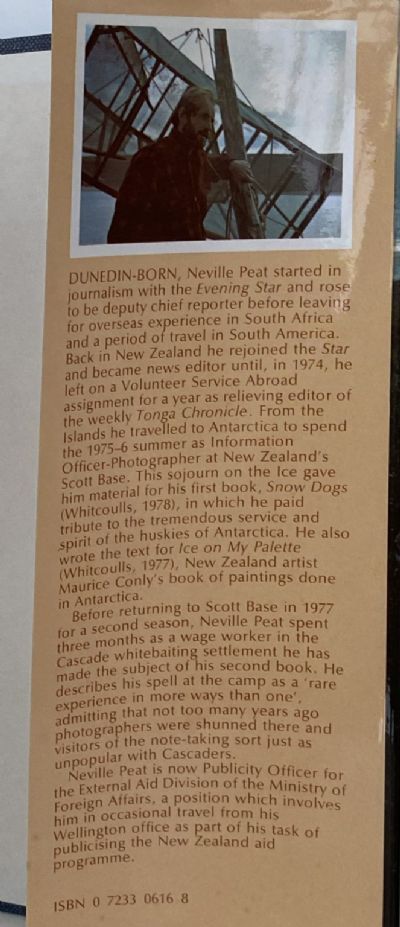 DUNEDIN-BORN, Neville Peat started in
journalism with the Evening Star and rose
to be deputy chief reporter before leaving
for overseas experience in South Africa
and a period of travel in South America.
Back in New Zealand he rejoined the Star
and became news editor until, in 1974, he
left on a Volunteer Service Abroad
assignment for a year as relieving editor of
the weekly Tonga Chronicle. From the
Islands he travelled to Antarctica to spend
the 1975–6 summer as Information
Officer-Photographer at New Zealand's
Scott Base. This sojourn on the Ice gave
him material for his first book, Snow Dogs
(Whitcoulls, 1978), in which he paid
tribute to the tremendous service and
spirit of the huskies of Antarctica. He also
wrote the text for Ice on My Palette
(Whitcoulls, 1977), New Zealand artist
Maurice Conly's book of paintings done
in Antarctica.
Before returning to Scott Base in 1977
for a second season, Neville Peat spent
three months as a wage worker in the
Cascade whitebaiting settlement he has
made the subject of his second book. He
describes his spell at the camp as a 'rare
experience in more ways than one',
admitting that not too many years ago
photographers were shunned there and
visitors of the note-taking sort just as
unpopular with Cascaders.
Neville Peat is now Publicity Officer for
the External Aid Division of the Ministry of
Foreign Affairs, a position which involves
him in occasional travel from his
Wellington office as part of his task of
publicising the New Zealand aid
programme.
ISBN 0 7233 0616 8